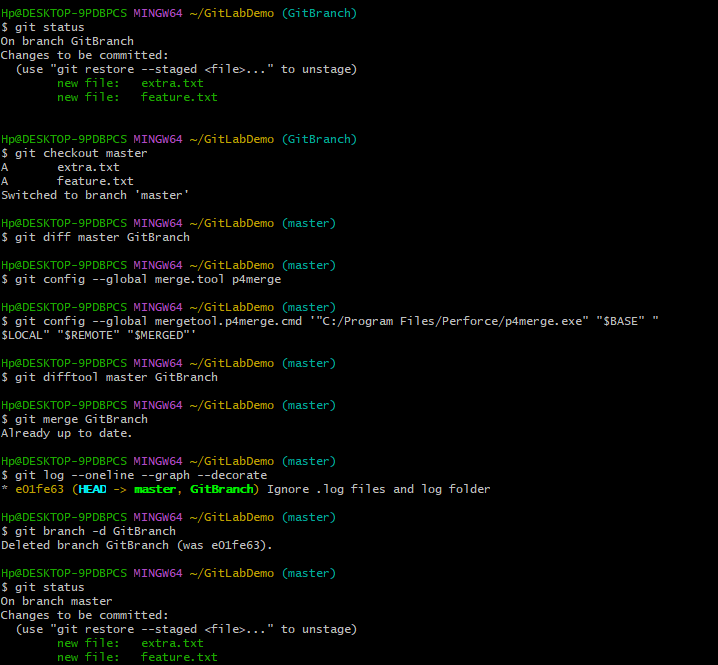 Hp@DESKTOP-9PDBPCS MINGW64 ~/GitLabDemo (GitBranch)
$ git status
On branch GitBranch
Changes to be committed:
  (use "git restore --staged <file>..." to unstage)
        new file:   extra.txt
        new file:   feature.txt

Hp@DESKTOP-9PDBPCS MINGW64 ~/GitLabDemo (GitBranch)
$ git checkout master
A       extra.txt
A       feature.txt
Switched to branch 'master'

Hp@DESKTOP-9PDBPCS MINGW64 ~/GitLabDemo (master)
$ git diff master GitBranch

Hp@DESKTOP-9PDBPCS MINGW64 ~/GitLabDemo (master)
$ git config --global merge.tool p4merge

Hp@DESKTOP-9PDBPCS MINGW64 ~/GitLabDemo (master)
$ git config --global mergetool.p4merge.cmd '"C:/Program Files/Perforce/p4merge.exe" "$BASE" "
$LOCAL" "$REMOTE" "$MERGED"'

Hp@DESKTOP-9PDBPCS MINGW64 ~/GitLabDemo (master)
$ git difftool master GitBranch

Hp@DESKTOP-9PDBPCS MINGW64 ~/GitLabDemo (master)
$ git merge GitBranch
Already up to date.

Hp@DESKTOP-9PDBPCS MINGW64 ~/GitLabDemo (master)
$ git log --oneline --graph --decorate
* e01fe63 (HEAD -> master, GitBranch) Ignore .log files and log folder

Hp@DESKTOP-9PDBPCS MINGW64 ~/GitLabDemo (master)
$ git branch -d GitBranch
Deleted branch GitBranch (was e01fe63).

Hp@DESKTOP-9PDBPCS MINGW64 ~/GitLabDemo (master)
$ git status
On branch master
Changes to be committed:
  (use "git restore --staged <file>..." to unstage)
        new file:   extra.txt
        new file:   feature.txt